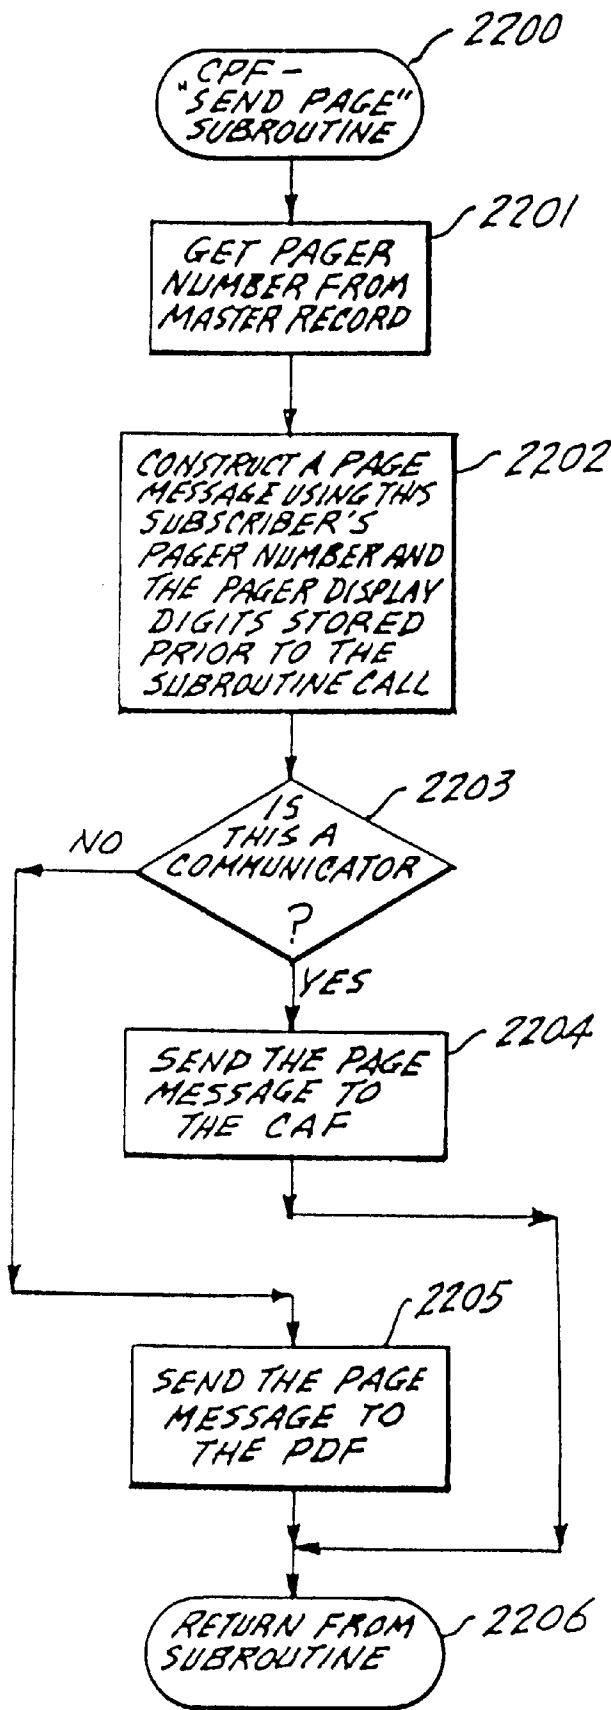 2200
CPF-
"SEND PAGE"
SUBROUTINE
2201
GET PAGER
NUMBER FROM
MASTER RECORD
2202
CONSTRUCT A PAGE
MESSAGE USING THIS
SUBSCRIBER'S
PAGER NUMBER AND
THE PAGER DISPLAY
DIGITS STORED
PRIOR TO THE
SUBROUTINE CALL
2203
IS
THIS A
COMMUNICATOR
?
NO
YES
2204
SEND THE PAGE
MESSAGE TO
THE CAF
2205
SEND THE PAGE
MESSAGE TO
THE PDF
2206
RETURN FROM
SUBROUTINE